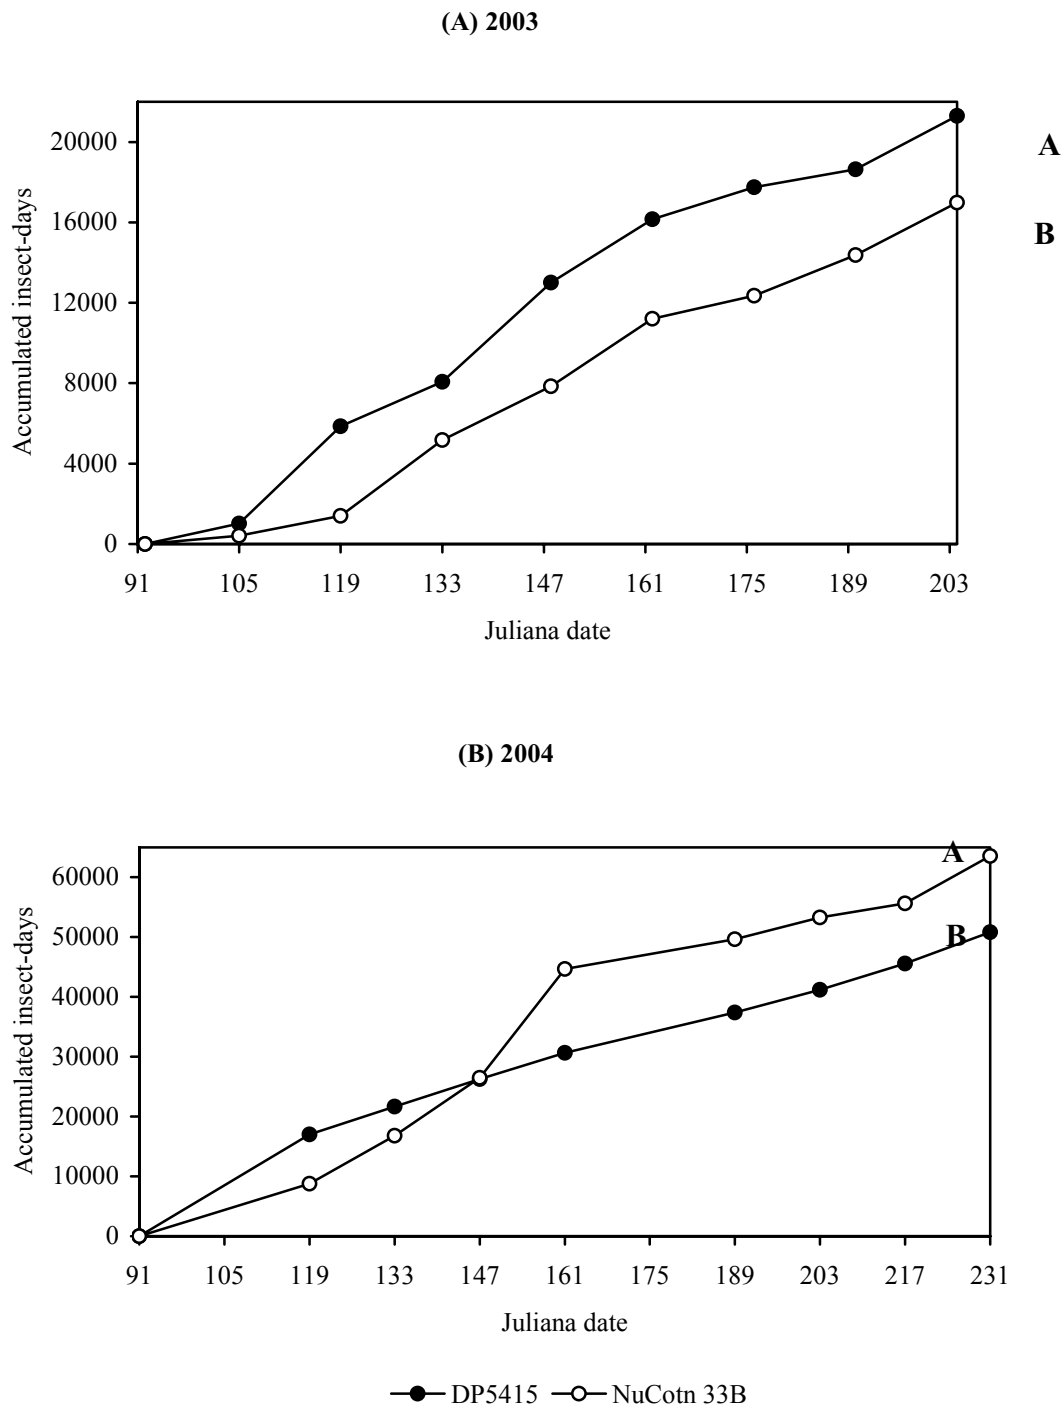 (A) 2003
20000
16000
12000
8000
4000
0
Accumulated insect-days
A
B
91 105 119 133 147 161 175 189 203
Juliana date
(B) 2004
60000
50000
40000
30000
20000
10000
0
Accumulated insect-days
A
B
91 105 119 133 147 161 175 189 203 217 231
Juliana date
DP5415 NuCotn 33B